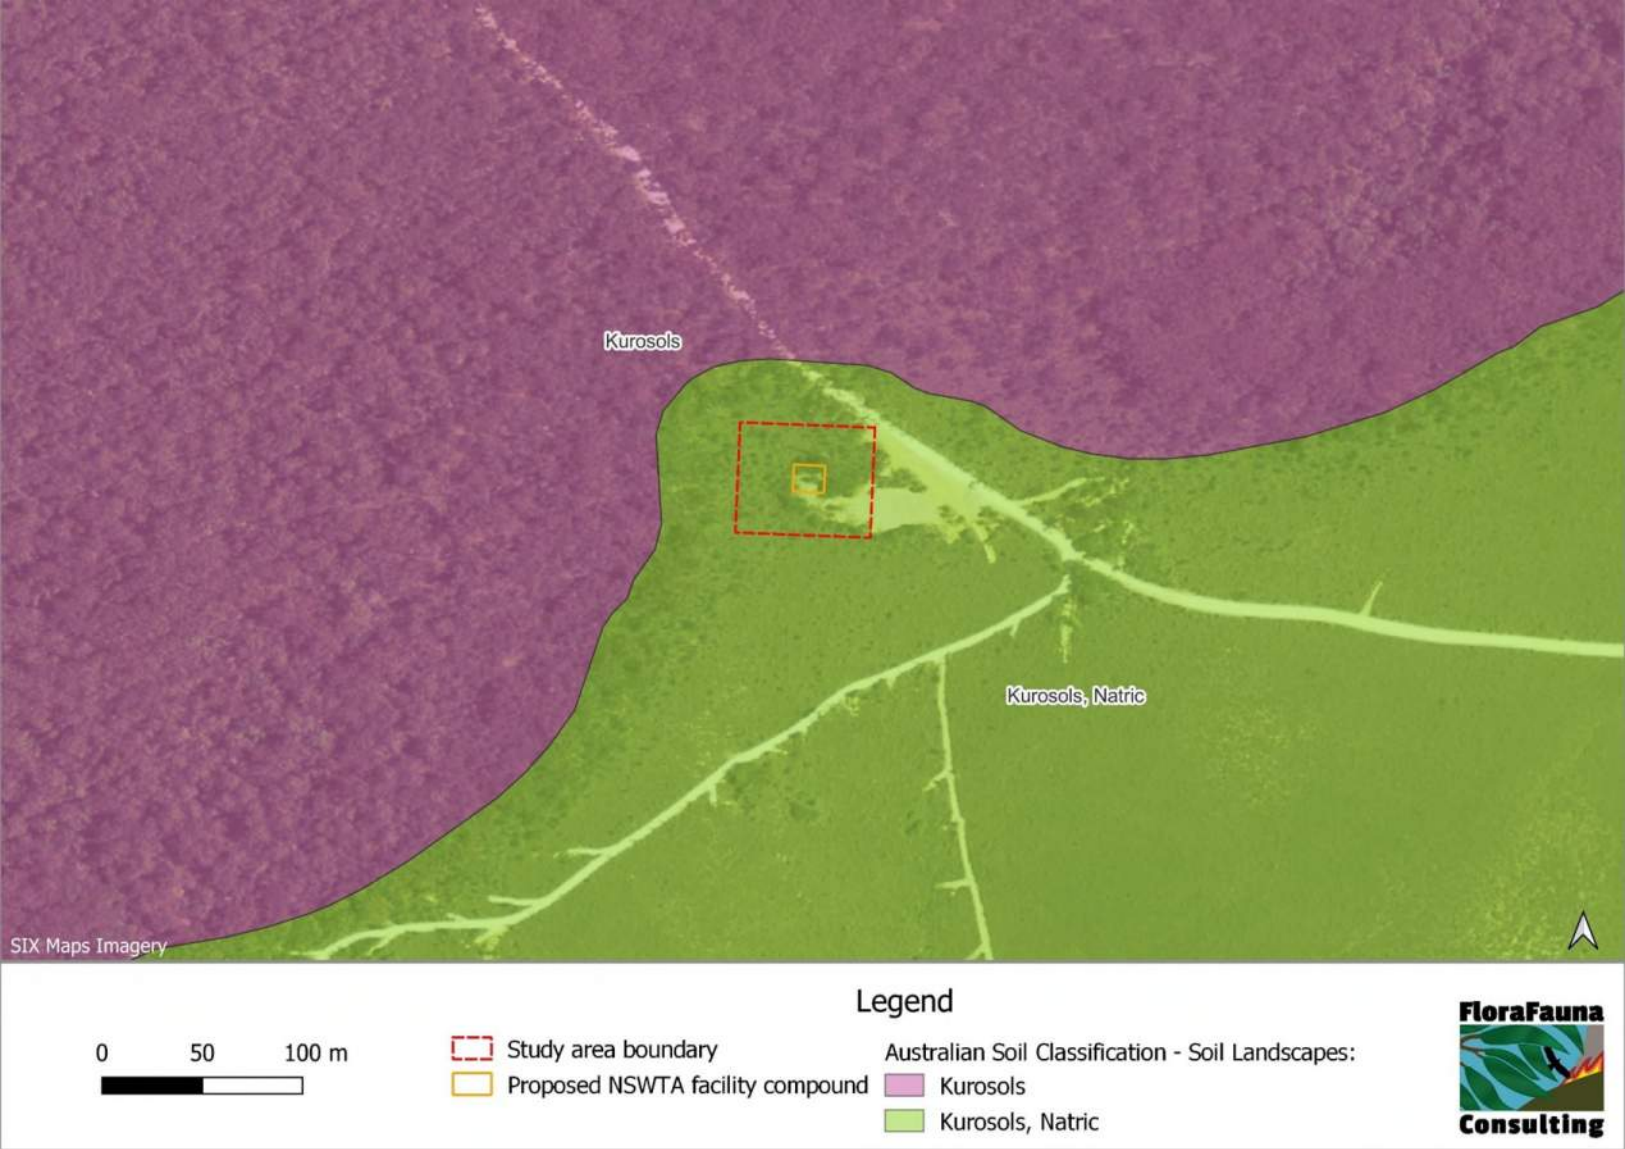 Kurosols
Kurosols, Natric
SIX Maps Imagery
Legend
0 50 100 m
Study area boundary
Proposed NSWTA facility compound
Australian Soil Classification - Soil Landscapes:
Kurosols
Kurosols, Natric
FloraFauna
Consulting